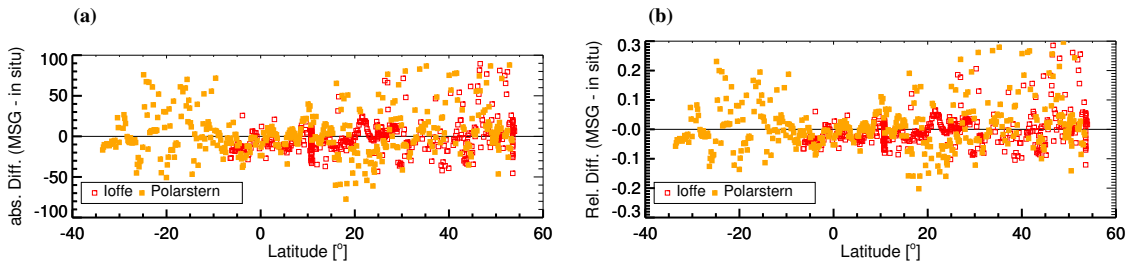 (a)
abs. Diff. (MSG - in situ)
100
50
0
-50
-100
Ioffe Polarstern
-40 -20 0 20 40 60
Latitude [°]
(b)
Rel. Diff. (MSG - in situ)
0.3
0.2
0.1
-0.0
-0.1
-0.2
-0.3
Ioffe Polarstern
-40 -20 0 20 40 60
Latitude [°]